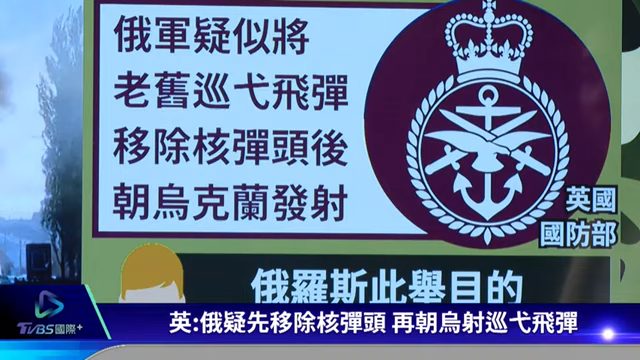 俄軍疑似將
老舊巡弋飛彈
移除核彈頭後
朝烏克蘭發射
英國
國防部
俄羅斯此舉目的
英:俄疑先移除核彈頭 再朝烏射巡弋飛彈
TVBS國際+